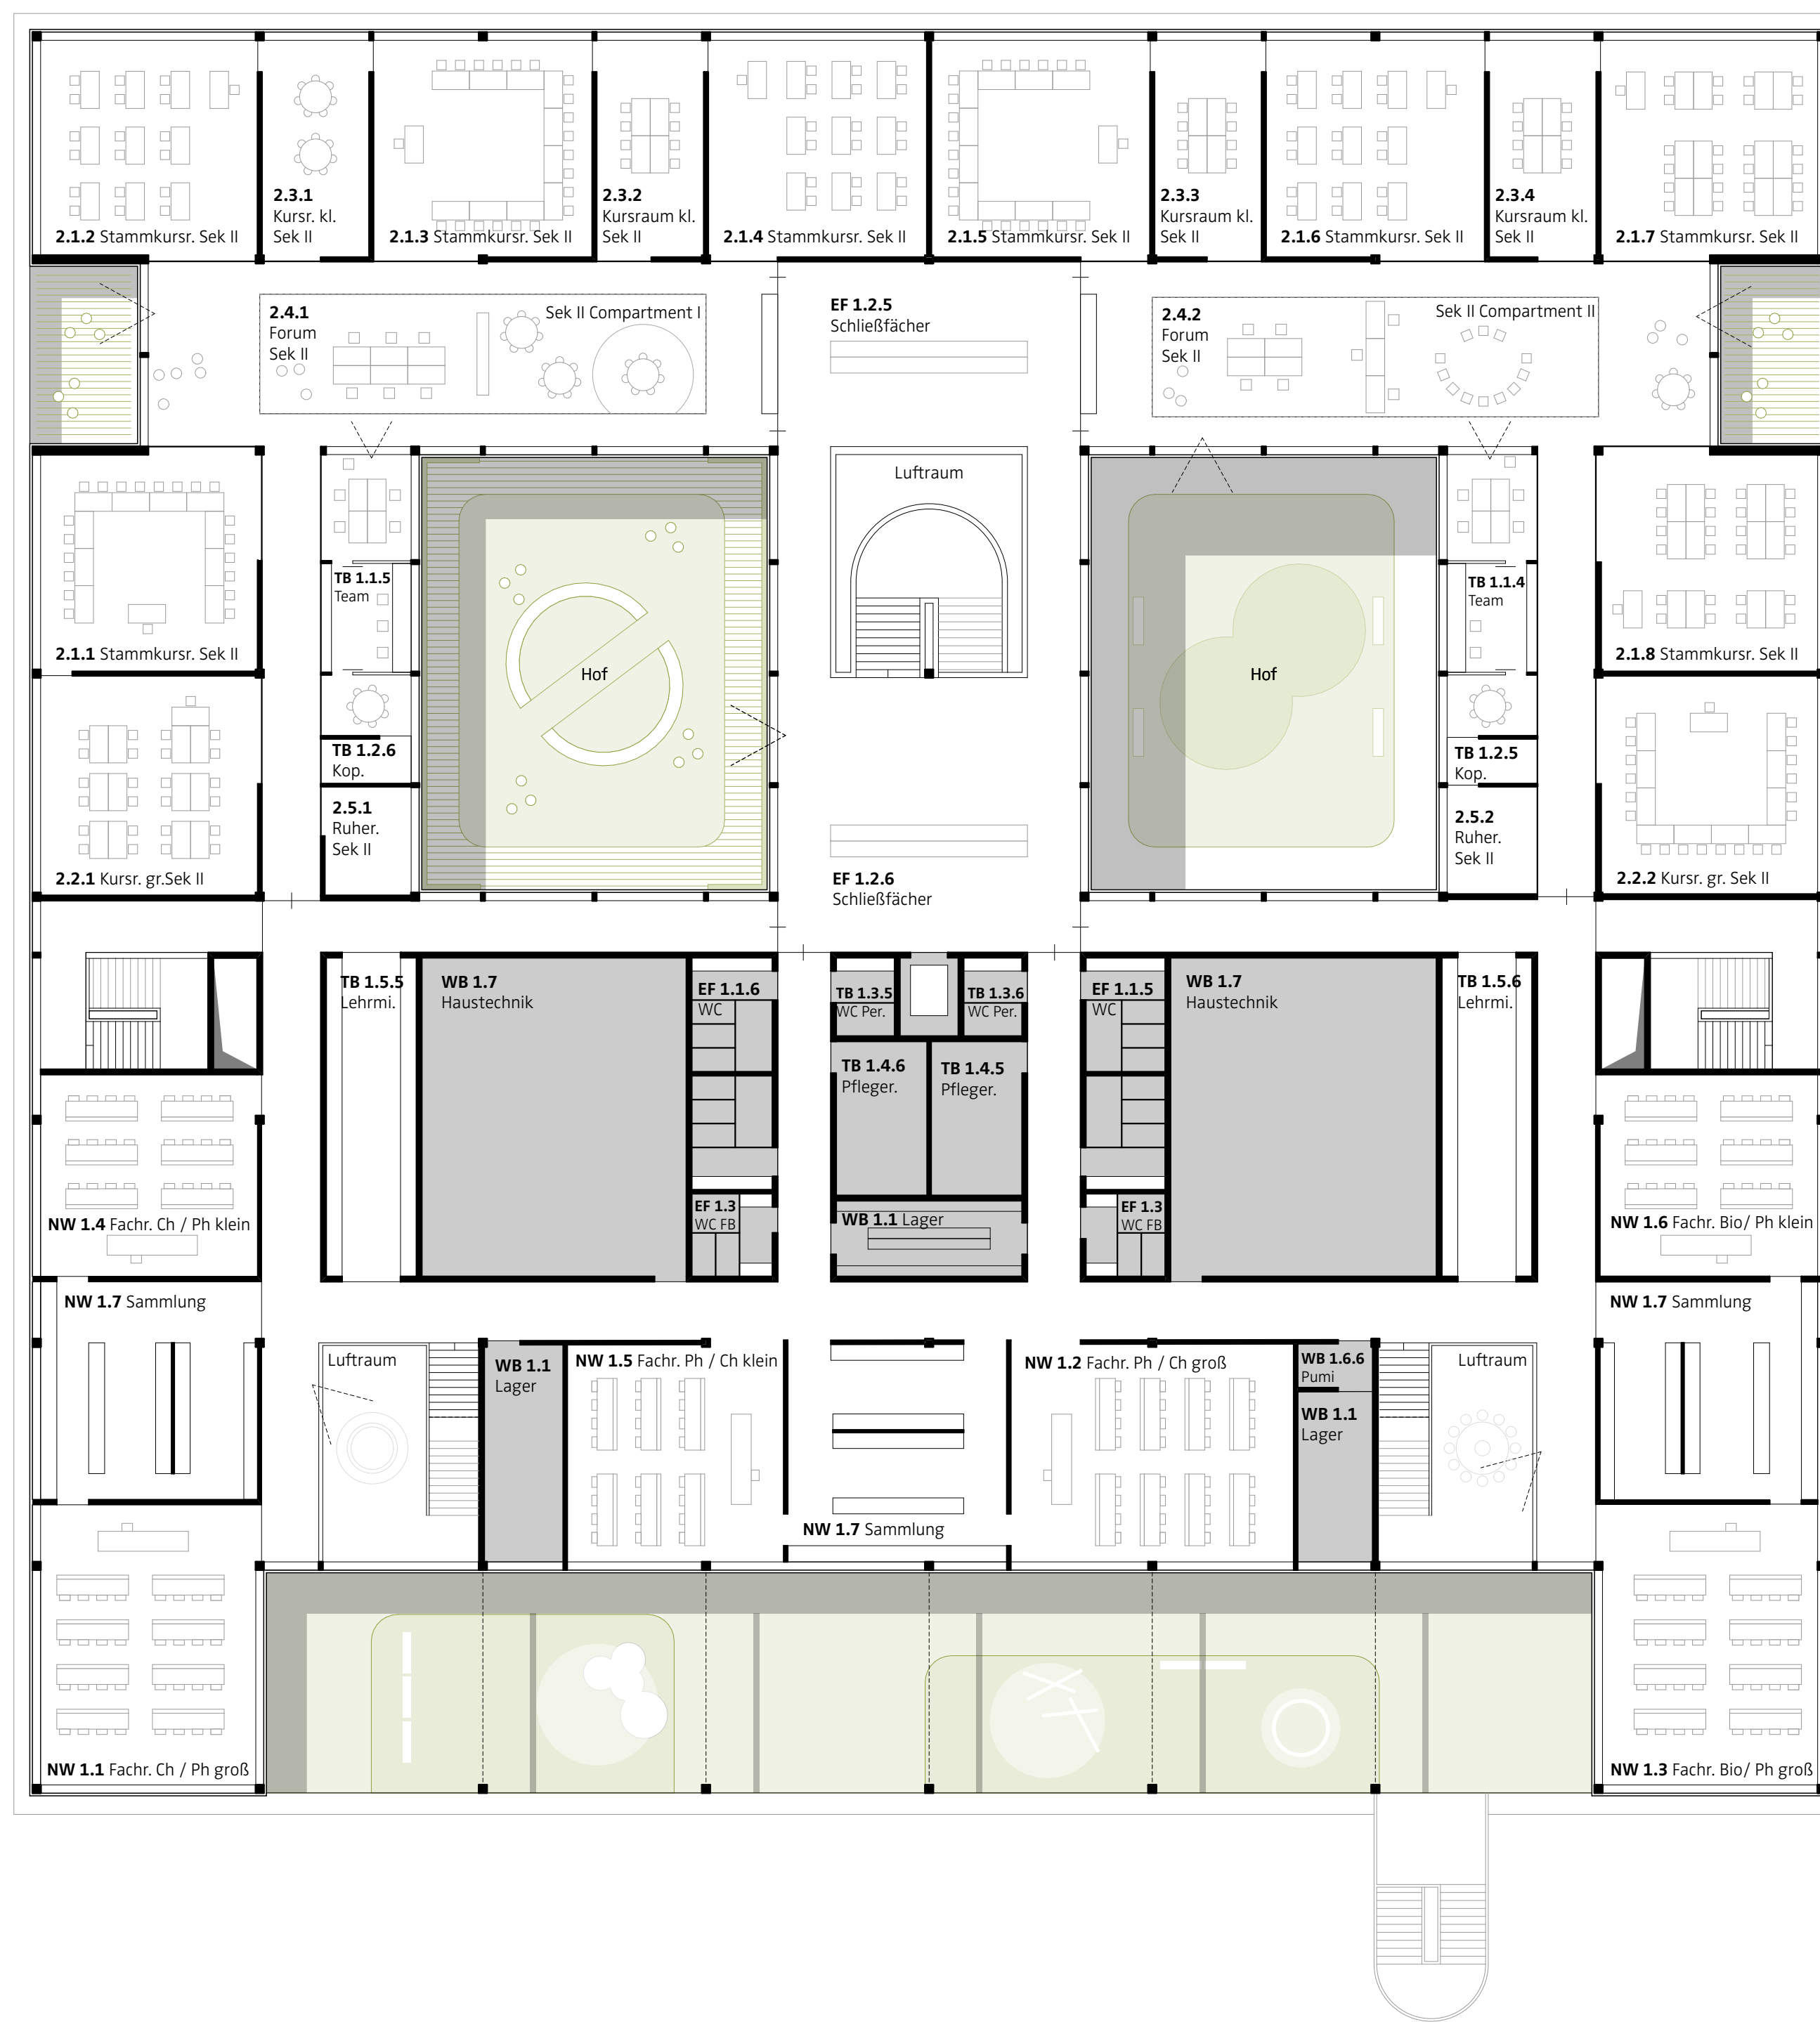 2.1.2 Stammkursr. Sek II
2.3.1
Kursr. kl.
Sek II
2.1.3 Stammkursr. Sek II
2.3.2
Kursraum kl.
Sek II
2.1.4 Stammkursr. Sek II
2.1.5 Stammkursr. Sek II
2.3.3
Kursraum kl.
Sek II
2.1.6 Stammkursr. Sek II
2.3.4
Kursraum kl.
Sek II
2.1.7 Stammkursr. Sek II
2.4.1
Forum
Sek II
Sek II Compartment I
EF 1.2.5
Schließfächer
2.4.2
Forum
Sek II
Sek II Compartment II
Luftraum
2.1.1 Stammkursr. Sek II
TB 1.1.5
Team
Hof
Hof
TB 1.1.4
Team
2.1.8 Stammkursr. Sek II
TB 1.2.6
Kop.
TB 1.2.5
Kop.
2.5.1
Ruher.
Sek II
2.5.2
Ruher.
Sek II
2.2.1 Kursr. gr.Sek II
EF 1.2.6
Schließfächer
2.2.2 Kursr. gr. Sek II
TB 1.5.5
Lehrmi.
WB 1.7
Haustechnik
EF 1.1.6
WC
TB 1.3.5
WC Per.
TB 1.3.6
WC Per.
EF 1.1.5
WC
WB 1.7
Haustechnik
TB 1.5.6
Lehrmi.
TB 1.4.6
Pfleger.
TB 1.4.5
Pfleger.
NW 1.4 Fachr. Ch / Ph klein
EF 1.3
WC FB
WB 1.1 Lager
EF 1.3
WC FB
NW 1.6 Fachr. Bio/ Ph klein
NW 1.7 Sammlung
NW 1.7 Sammlung
Luftraum
WB 1.1
Lager
NW 1.5 Fachr. Ph / Ch klein
NW 1.2 Fachr. Ph / Ch groß
WB 1.6.6
Pumi
WB 1.1
Lager
Luftraum
NW 1.7 Sammlung
NW 1.1 Fachr. Ch / Ph groß
NW 1.3 Fachr. Bio/ Ph groß